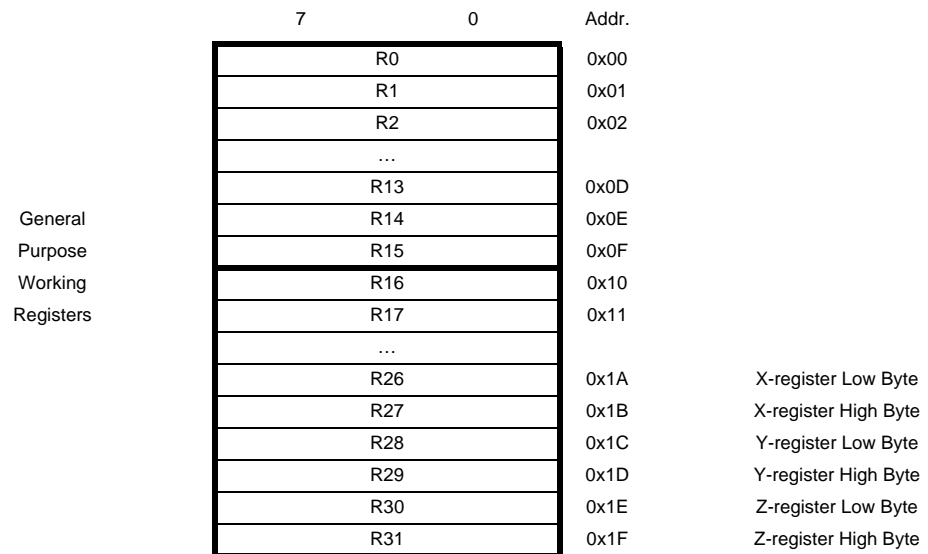 7 0 Addr.
R0 0x00
R1 0x01
R2 0x02
…
R13 0x0D
General R14 0x0E
Purpose R15 0x0F
Working R16 0x10
Registers R17 0x11
…
R26 0x1A X-register Low Byte
R27 0x1B X-register High Byte
R28 0x1C Y-register Low Byte
R29 0x1D Y-register High Byte
R30 0x1E Z-register Low Byte
R31 0x1F Z-register High Byte